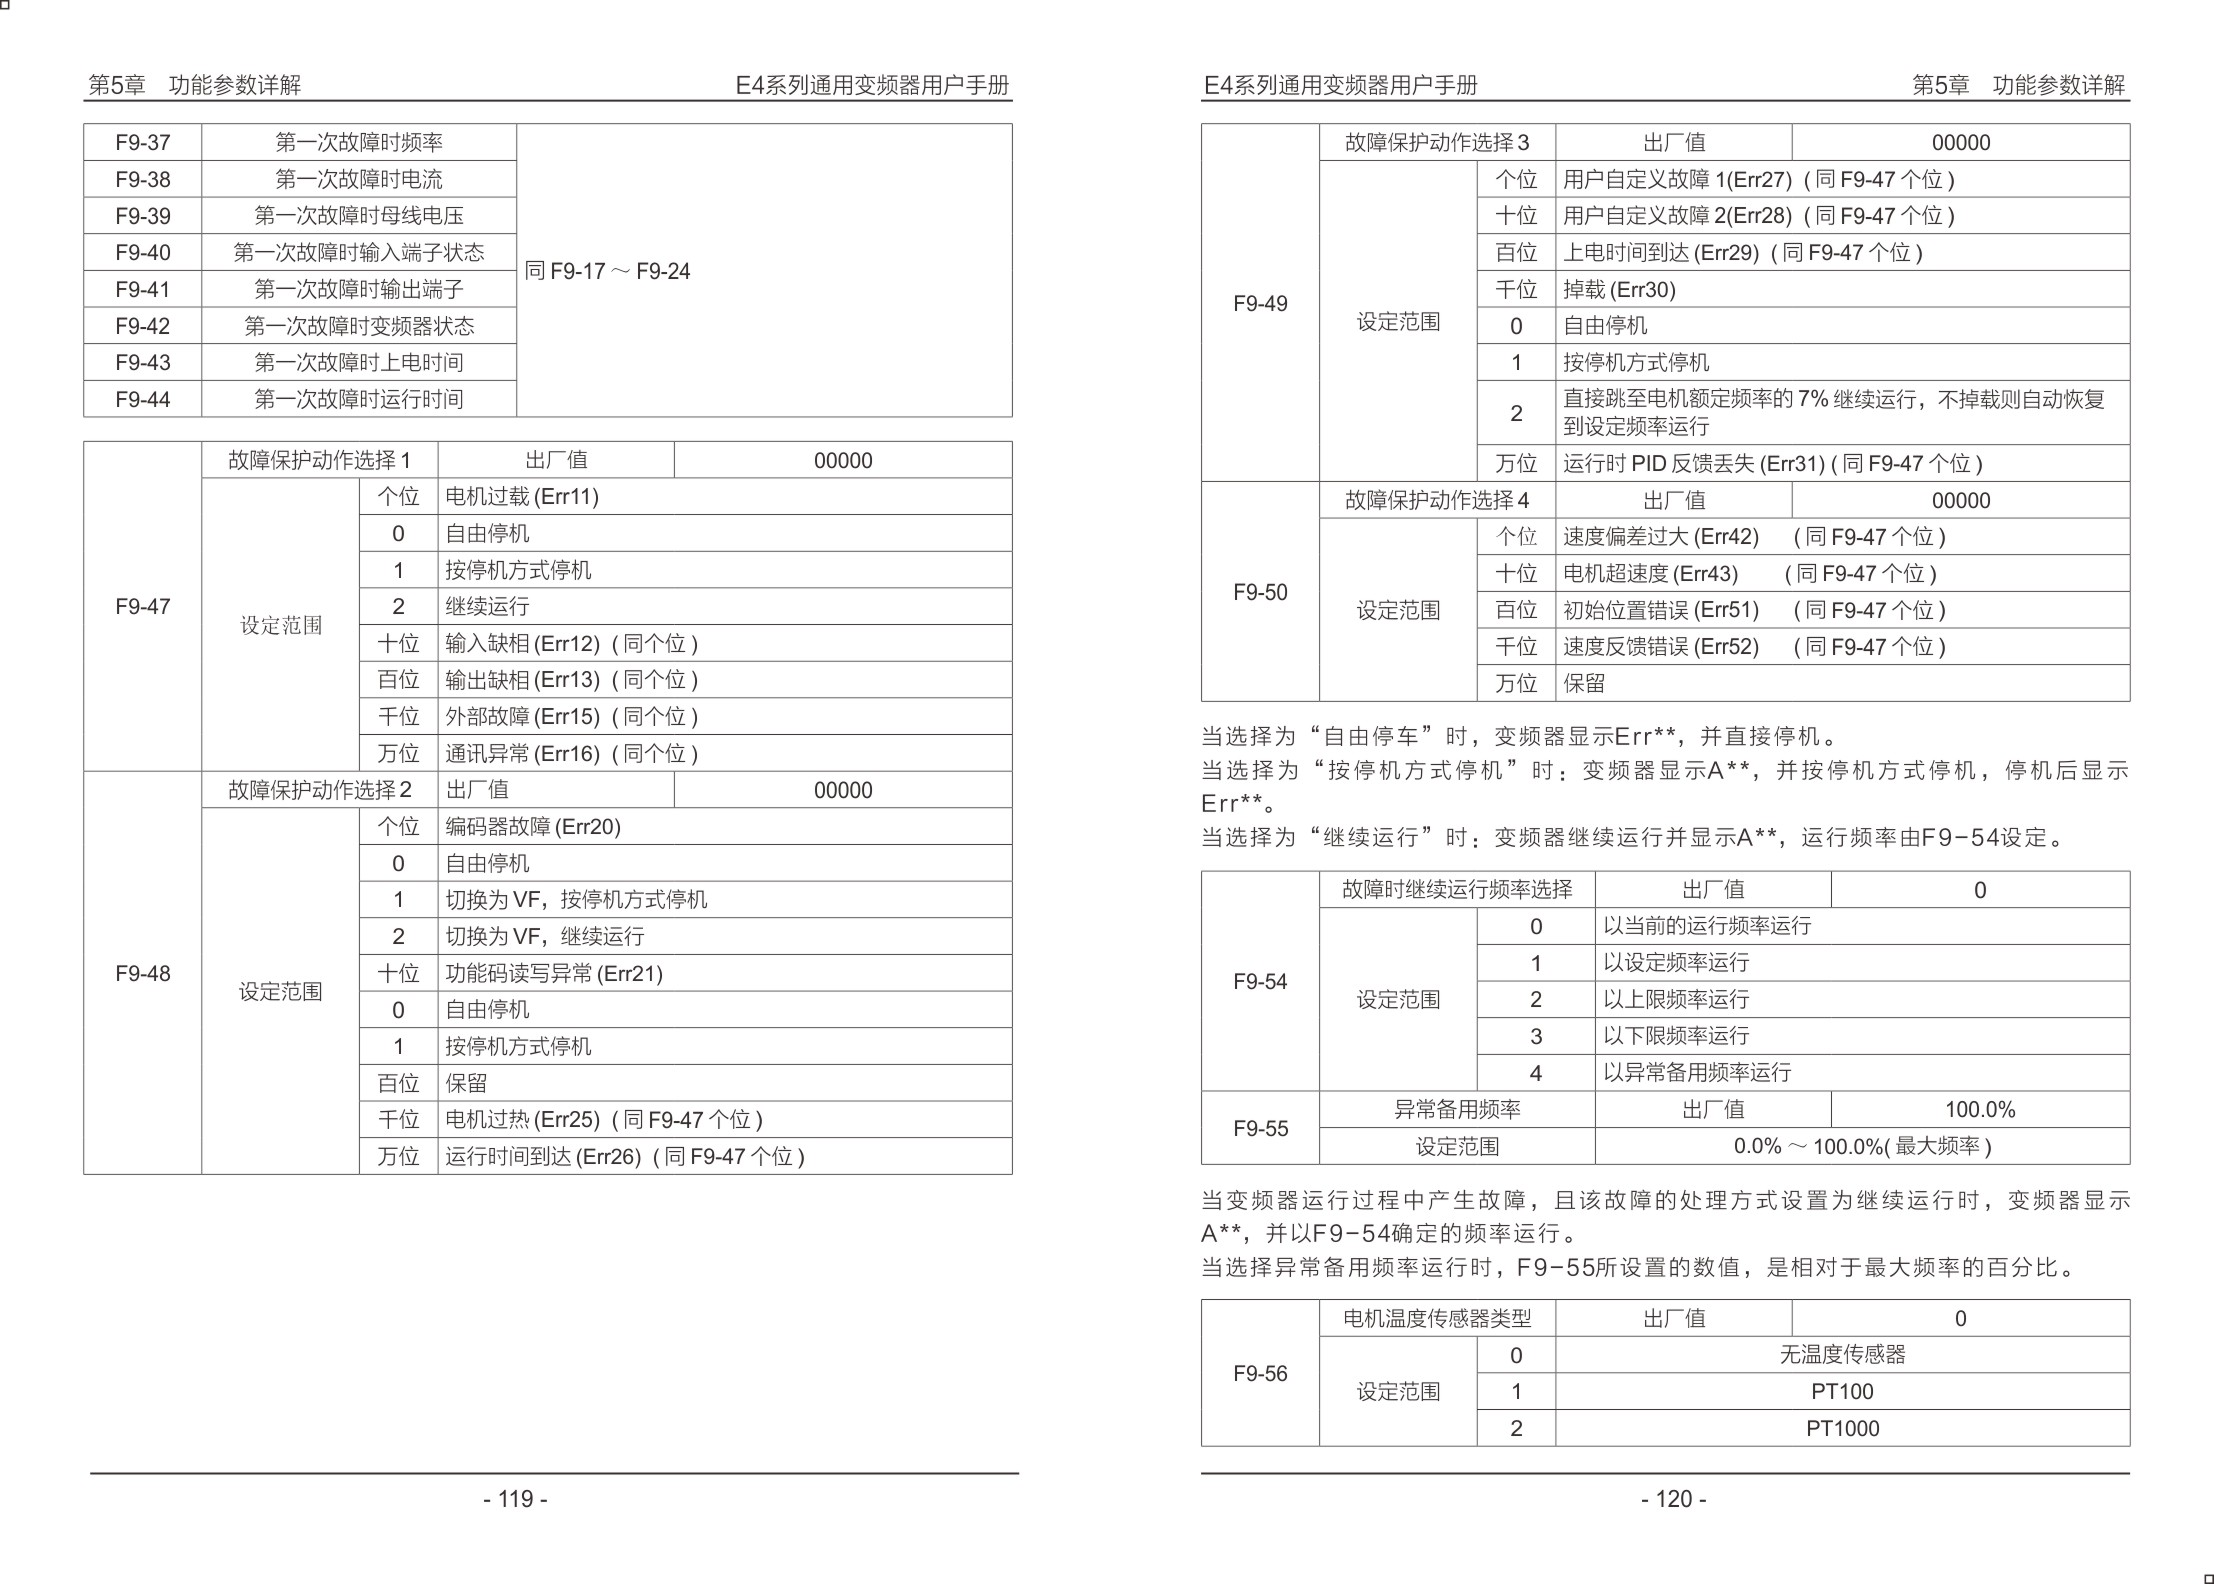 第5章 功能参数详解 E4系列通用变频器用户手册
F9-37 第一次故障时频率
F9-38 第一次故障时电流
F9-39 第一次故障时母线电压
F9-40 第一次故障时输入端子状态
同 F9-17 ～ F9-24
F9-41 第一次故障时输出端子
F9-42 第一次故障时变频器状态
F9-43 第一次故障时上电时间
F9-44 第一次故障时运行时间
F9-47 故障保护动作选择 1 出厂值 00000
设定范围
个位 电机过载 (Err11)
0 自由停机
1 按停机方式停机
2 继续运行
十位 输入缺相 (Err12) ( 同个位 )
百位 输出缺相 (Err13) ( 同个位 )
千位 外部故障 (Err15) ( 同个位 )
万位 通讯异常 (Err16) ( 同个位 )
F9-48 故障保护动作选择 2 出厂值 00000
设定范围
个位 编码器故障 (Err20)
0 自由停机
1 切换为 VF，按停机方式停机
2 切换为 VF，继续运行
十位 功能码读写异常 (Err21)
0 自由停机
1 按停机方式停机
百位 保留
千位 电机过热 (Err25) ( 同 F9-47 个位 )
万位 运行时间到达 (Err26) ( 同 F9-47 个位 )
- 119 -
E4系列通用变频器用户手册 第5章 功能参数详解
F9-49 故障保护动作选择 3 出厂值 00000
设定范围
个位 用户自定义故障 1(Err27) ( 同 F9-47 个位 )
十位 用户自定义故障 2(Err28) ( 同 F9-47 个位 )
百位 上电时间到达 (Err29) ( 同 F9-47 个位 )
千位 掉载 (Err30)
0 自由停机
1 按停机方式停机
2 直接跳至电机额定频率的 7% 继续运行，不掉载则自动恢复
到设定频率运行
万位 运行时 PID 反馈丢失 (Err31) ( 同 F9-47 个位 )
F9-50 故障保护动作选择 4 出厂值 00000
设定范围
个位 速度偏差过大 (Err42) ( 同 F9-47 个位 )
十位 电机超速度 (Err43) ( 同 F9-47 个位 )
百位 初始位置错误 (Err51) ( 同 F9-47 个位 )
千位 速度反馈错误 (Err52) ( 同 F9-47 个位 )
万位 保留
当选择为“自由停车”时，变频器显示Err**，并直接停机。
当选择为“按停机方式停机”时：变频器显示A**，并按停机方式停机，停机后显示
Err**。
当选择为“继续运行”时：变频器继续运行并显示A**，运行频率由F9-54设定。
F9-54 故障时继续运行频率选择 出厂值 0
设定范围
0 以当前的运行频率运行
1 以设定频率运行
2 以上限频率运行
3 以下限频率运行
4 以异常备用频率运行
F9-55 异常备用频率 出厂值 100.0%
设定范围 0.0% ～ 100.0%( 最大频率 )
当变频器运行过程中产生故障，且该故障的处理方式设置为继续运行时，变频器显示
A**，并以F9-54确定的频率运行。
当选择异常备用频率运行时，F9-55所设置的数值，是相对于最大频率的百分比。
F9-56 电机温度传感器类型 出厂值 0
设定范围
0 无温度传感器
1 PT100
2 PT1000
- 120 -